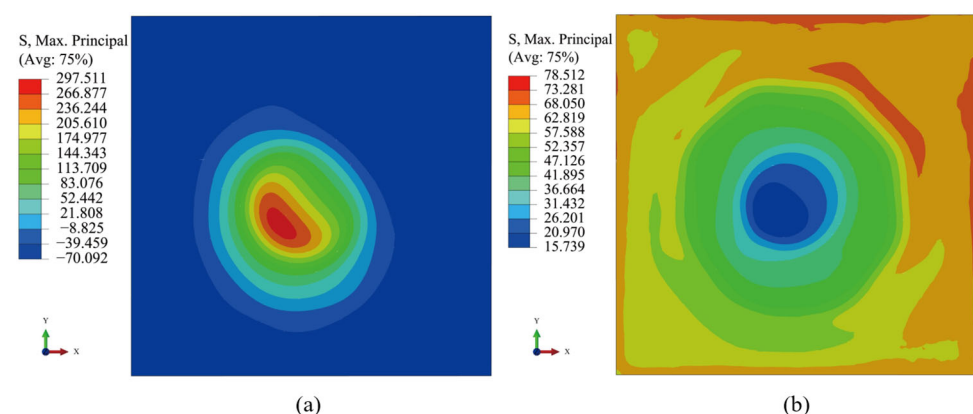 S, Max. Principal
(Avg: 75%)
297.511
266.877
236.244
205.610
174.977
144.343
113.709
83.076
52.442
21.808
−8.825
−39.459
−70.092
Y
X
(a)
S, Max. Principal
(Avg: 75%)
78.512
73.281
68.050
62.819
57.588
52.357
47.126
41.895
36.664
31.432
26.201
20.970
15.739
Y
X
(b)